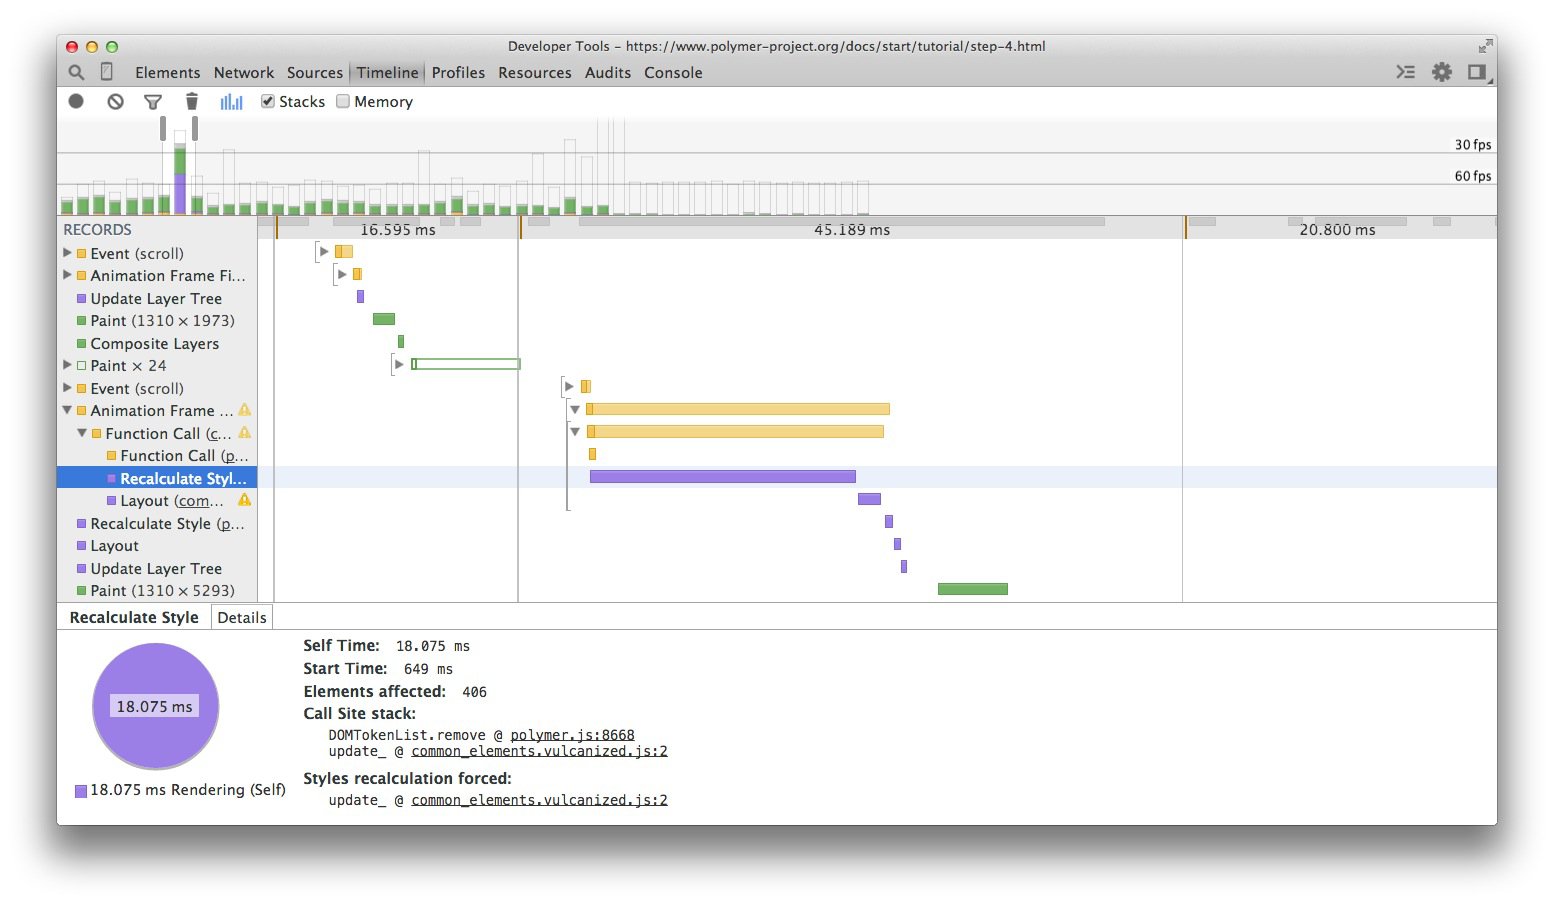 Developer Tools - https://www.polymer-project.org/docs/start/tutorial/step-4.html
Elements Network Sources Timeline Profiles Resources Audits Console
Stacks Memory
30 fps
60 fps
RECORDS 16.595 ms 45.189 ms 20.800 ms
Event (scroll)
Animation Frame Fi...
Update Layer Tree
Paint (1310 × 1973)
Composite Layers
Paint × 24
Event (scroll)
Animation Frame ...
Function Call (c...
Function Call (p...
Recalculate Styl...
Layout (com...
Recalculate Style (p...
Layout
Update Layer Tree
Paint (1310 × 5293)
Recalculate Style Details
18.075 ms
18.075 ms Rendering (Self)
Self Time: 18.075 ms
Start Time: 649 ms
Elements affected: 406
Call Site stack:
DOMTokenList.remove @ polymer.js:8668
update_ @ common_elements.vulcanized.js:2
Styles recalculation forced:
update_ @ common_elements.vulcanized.js:2